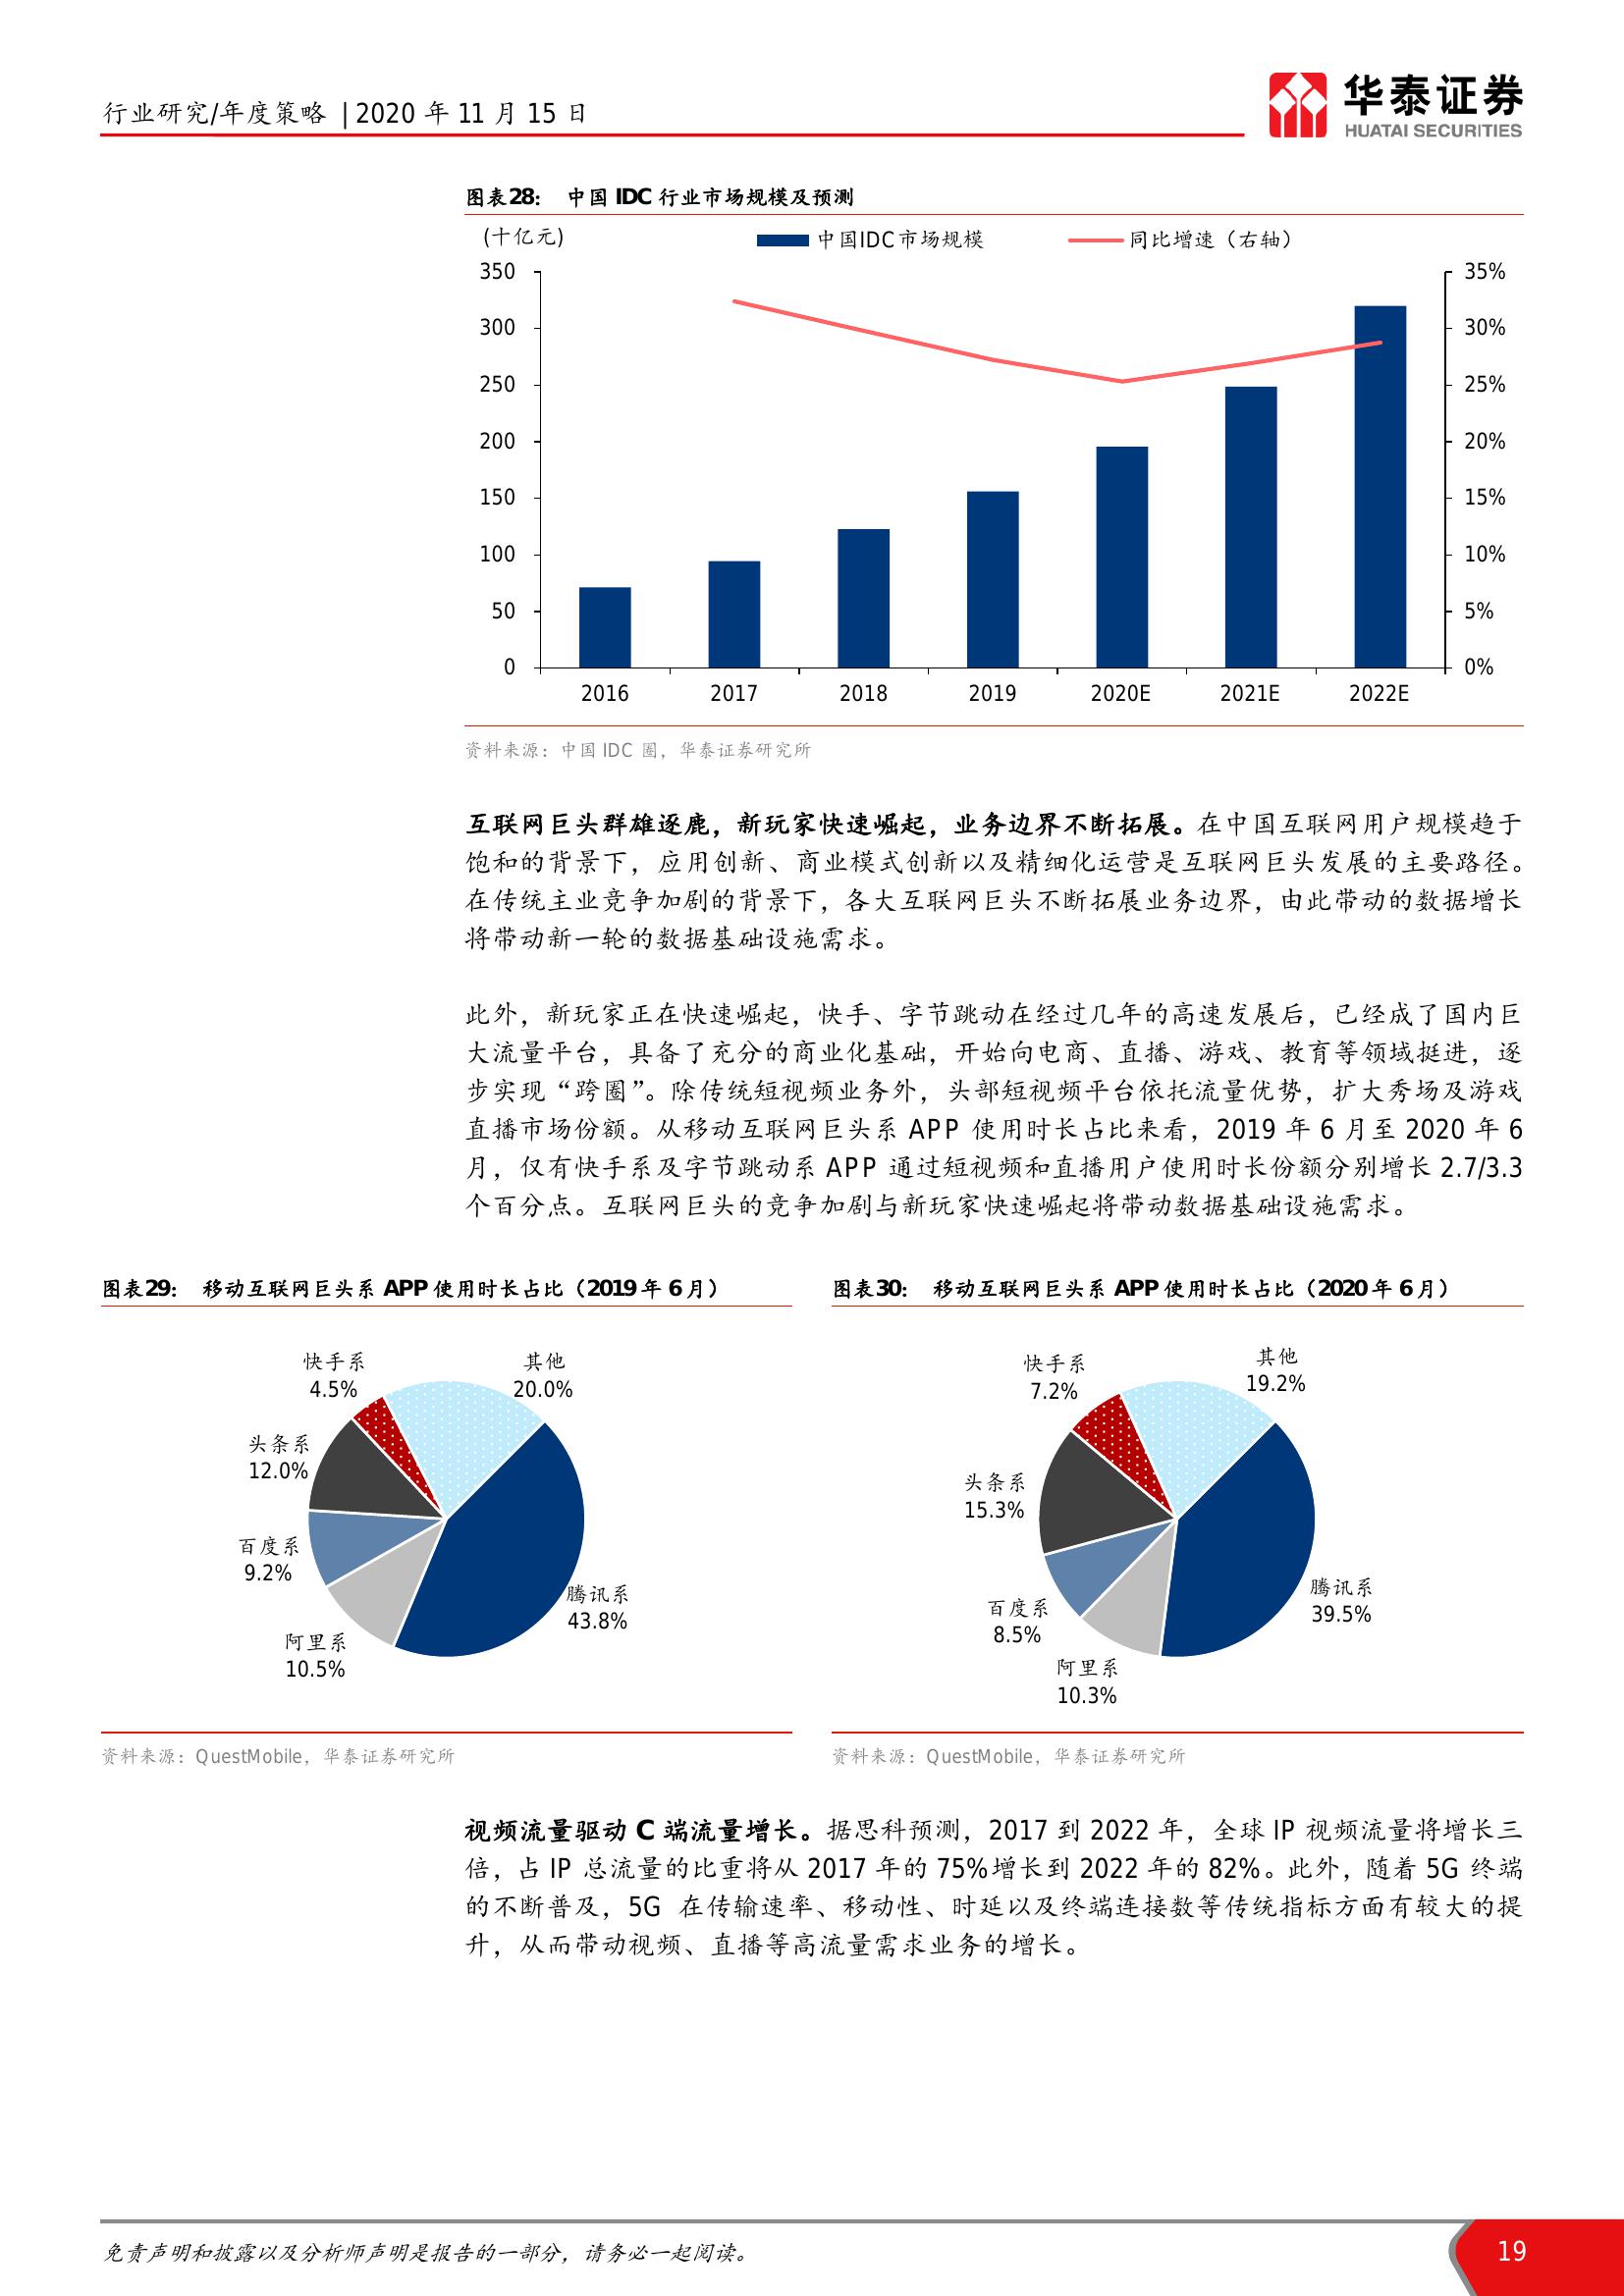 行业研究/年度策略 | 2020 年 11 月 15 日
华泰证券
HUATAI SECURITIES
图表28： 中国 IDC 行业市场规模及预测
(十亿元)
中国IDC市场规模
同比增速（右轴）
350
300
250
200
150
100
50
0
35%
30%
25%
20%
15%
10%
5%
0%
2016 2017 2018 2019 2020E 2021E 2022E
资料来源：中国 IDC 圈，华泰证券研究所
互联网巨头群雄逐鹿，新玩家快速崛起，业务边界不断拓展。在中国互联网用户规模趋于
饱和的背景下，应用创新、商业模式创新以及精细化运营是互联网巨头发展的主要路径。
在传统主业竞争加剧的背景下，各大互联网巨头不断拓展业务边界，由此带动的数据增长
将带动新一轮的数据基础设施需求。
此外，新玩家正在快速崛起，快手、字节跳动在经过几年的高速发展后，已经成了国内巨
大流量平台，具备了充分的商业化基础，开始向电商、直播、游戏、教育等领域挺进，逐
步实现“跨圈”。除传统短视频业务外，头部短视频平台依托流量优势，扩大秀场及游戏
直播市场份额。从移动互联网巨头系 APP 使用时长占比来看，2019 年 6 月至 2020 年 6
月，仅有快手系及字节跳动系 APP 通过短视频和直播用户使用时长份额分别增长 2.7/3.3
个百分点。互联网巨头的竞争加剧与新玩家快速崛起将带动数据基础设施需求。
图表29： 移动互联网巨头系 APP 使用时长占比（2019 年 6 月）
快手系
4.5%
其他
20.0%
头条系
12.0%
百度系
9.2%
腾讯系
43.8%
阿里系
10.5%
资料来源：QuestMobile，华泰证券研究所
图表30： 移动互联网巨头系 APP 使用时长占比（2020 年 6 月）
快手系
7.2%
其他
19.2%
头条系
15.3%
腾讯系
39.5%
百度系
8.5%
阿里系
10.3%
资料来源：QuestMobile，华泰证券研究所
视频流量驱动 C 端流量增长。据思科预测，2017 到 2022 年，全球 IP 视频流量将增长三
倍，占 IP 总流量的比重将从 2017 年的 75%增长到 2022 年的 82%。此外，随着 5G 终端
的不断普及，5G 在传输速率、移动性、时延以及终端连接数等传统指标方面有较大的提
升，从而带动视频、直播等高流量需求业务的增长。
免责声明和披露以及分析师声明是报告的一部分，请务必一起阅读。
19